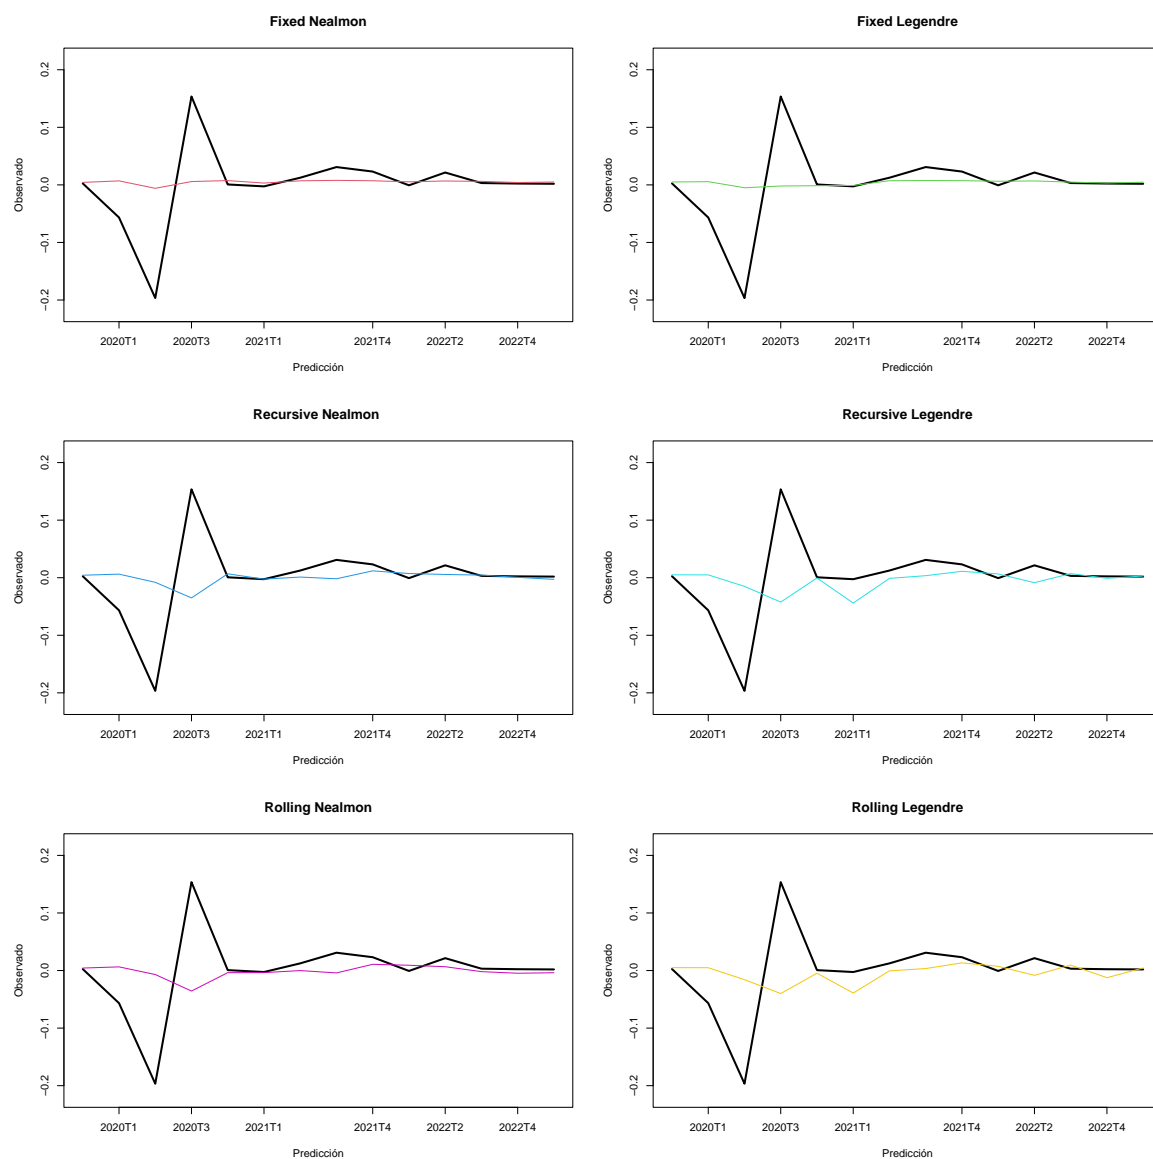 Fixed Nealmon
Observado
0.2
0.1
0.0
−0.1
−0.2
2020T1 2020T3 2021T1 2021T4 2022T2 2022T4
Predicción
Fixed Legendre
Observado
0.2
0.1
0.0
−0.1
−0.2
2020T1 2020T3 2021T1 2021T4 2022T2 2022T4
Predicción
Recursive Nealmon
Observado
0.2
0.1
0.0
−0.1
−0.2
2020T1 2020T3 2021T1 2021T4 2022T2 2022T4
Predicción
Recursive Legendre
Observado
0.2
0.1
0.0
−0.1
−0.2
2020T1 2020T3 2021T1 2021T4 2022T2 2022T4
Predicción
Rolling Nealmon
Observado
0.2
0.1
0.0
−0.1
−0.2
2020T1 2020T3 2021T1 2021T4 2022T2 2022T4
Predicción
Rolling Legendre
Observado
0.2
0.1
0.0
−0.1
−0.2
2020T1 2020T3 2021T1 2021T4 2022T2 2022T4
Predicción